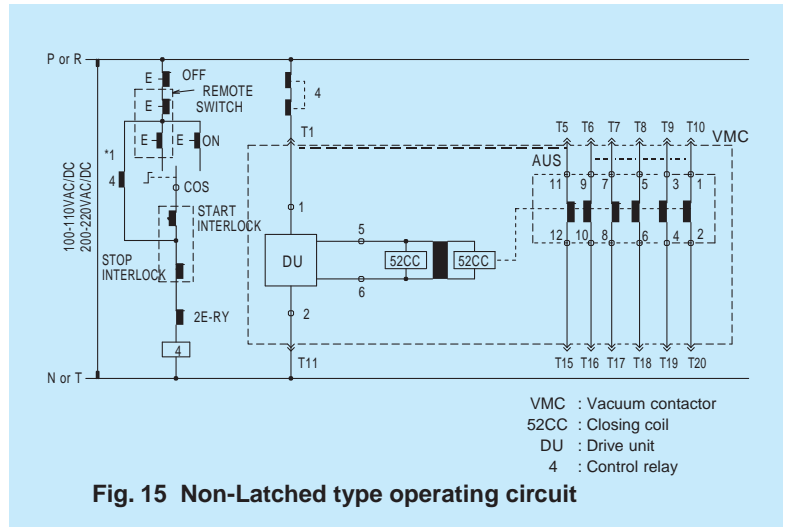 P or R
E
OFF
REMOTE
SWITCH
E
E
E
ON
*1
4
COS
START
INTERLOCK
STOP
INTERLOCK
2E-RY
4
100-110VAC/DC
200-220VAC/DC
N or T
4
T1
1
DU
5
6
52CC
52CC
2
T11
T5 T6 T7 T8 T9 T10
VMC
AUS
11 9 7 5 3 1
12 10 8 6 4 2
T15 T16 T17 T18 T19 T20
VMC : Vacuum contactor
52CC : Closing coil
DU : Drive unit
4 : Control relay
Fig. 15 Non-Latched type operating circuit